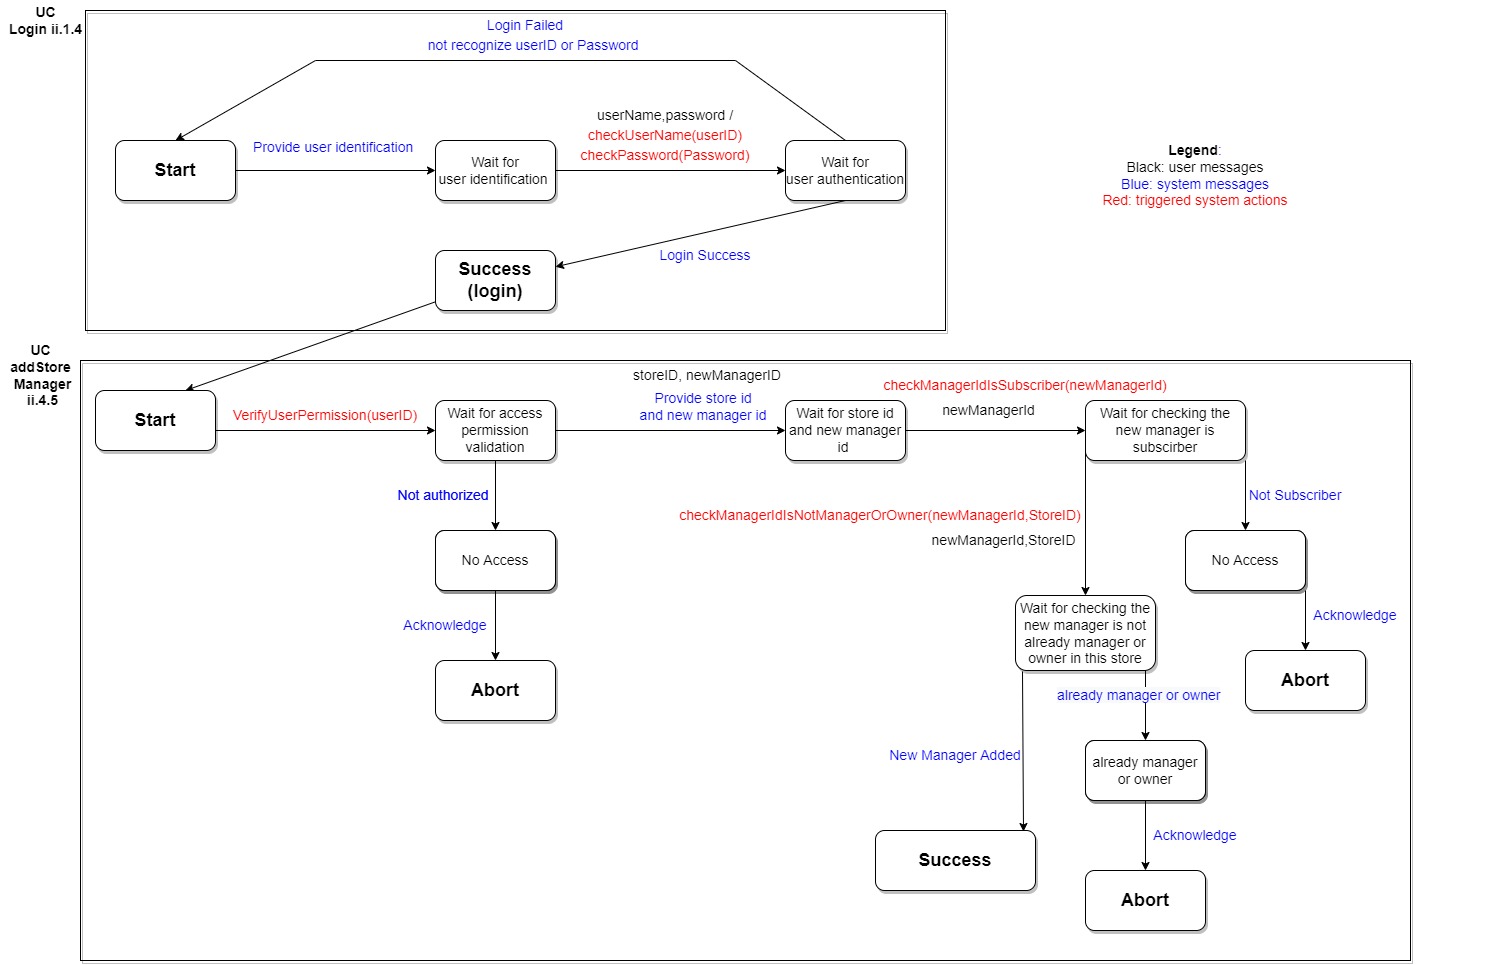 UC
Login ii.1.4
Login Failed
not recognize userID or Password
userName,password /
checkUserName(userID)
checkPassword(Password)
Provide user identification
Start
Wait for
user identification
Wait for
user authentication
Login Success
Success
(login)
Legend:
Black: user messages
Blue: system messages
Red: triggered system actions
UC
addStore
Manager
ii.4.5
Start
VerifyUserPermission(userID)
Wait for access
permission
validation
storeID, newManagerID
Provide store id
and new manager id
Wait for store id
and new manager
id
checkManagerIdIsSubscriber(newManagerId)
newManagerId
Wait for checking the
new manager is
subscirber
Not authorized
No Access
Acknowledge
Abort
checkManagerIdIsNotManagerOrOwner(newManagerId,StoreID)
newManagerId,StoreID
Not Subscriber
No Access
Acknowledge
Abort
Wait for checking the
new manager is not
already manager or
owner in this store
already manager or owner
New Manager Added
already manager
or owner
Acknowledge
Success
Abort